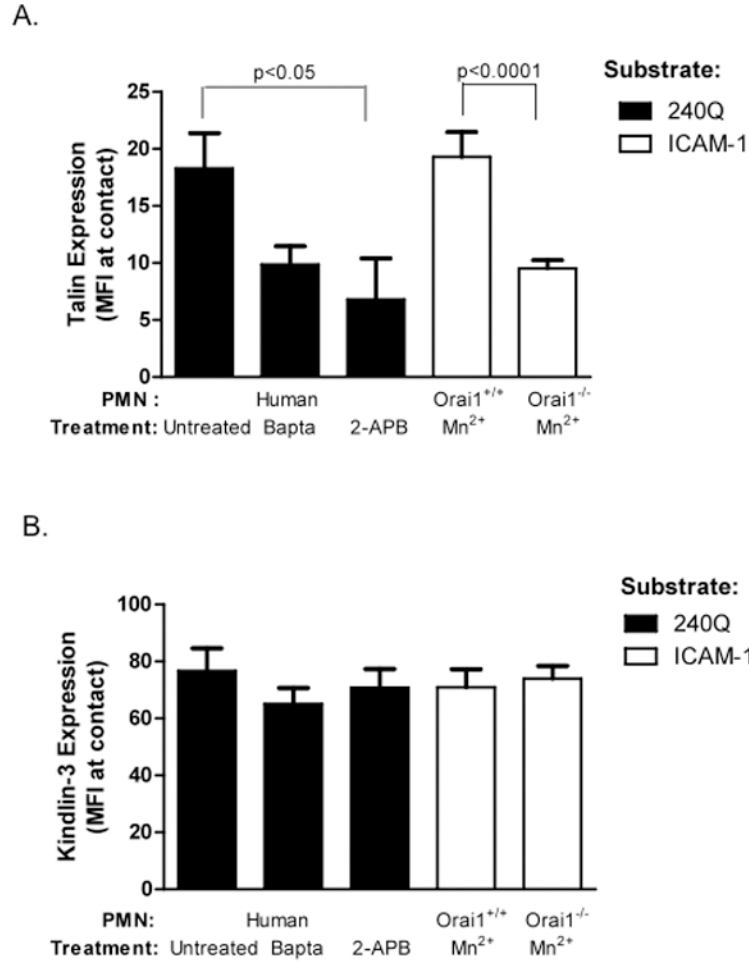 A.
p<0.05
p<0.0001
Substrate:
240Q
ICAM-1
Talin Expression
(MFI at contact)
25
20
15
10
5
0
PMN : Human Orai1+/+ Orai1-/-
Treatment: Untreated Bapta 2-APB Mn2+ Mn2+
B.
Substrate:
240Q
ICAM-1
Kindlin-3 Expression
(MFI at contact)
100
80
60
40
20
0
PMN: Human Orai1+/+ Orai1-/-
Treatment: Untreated Bapta 2-APB Mn2+ Mn2+